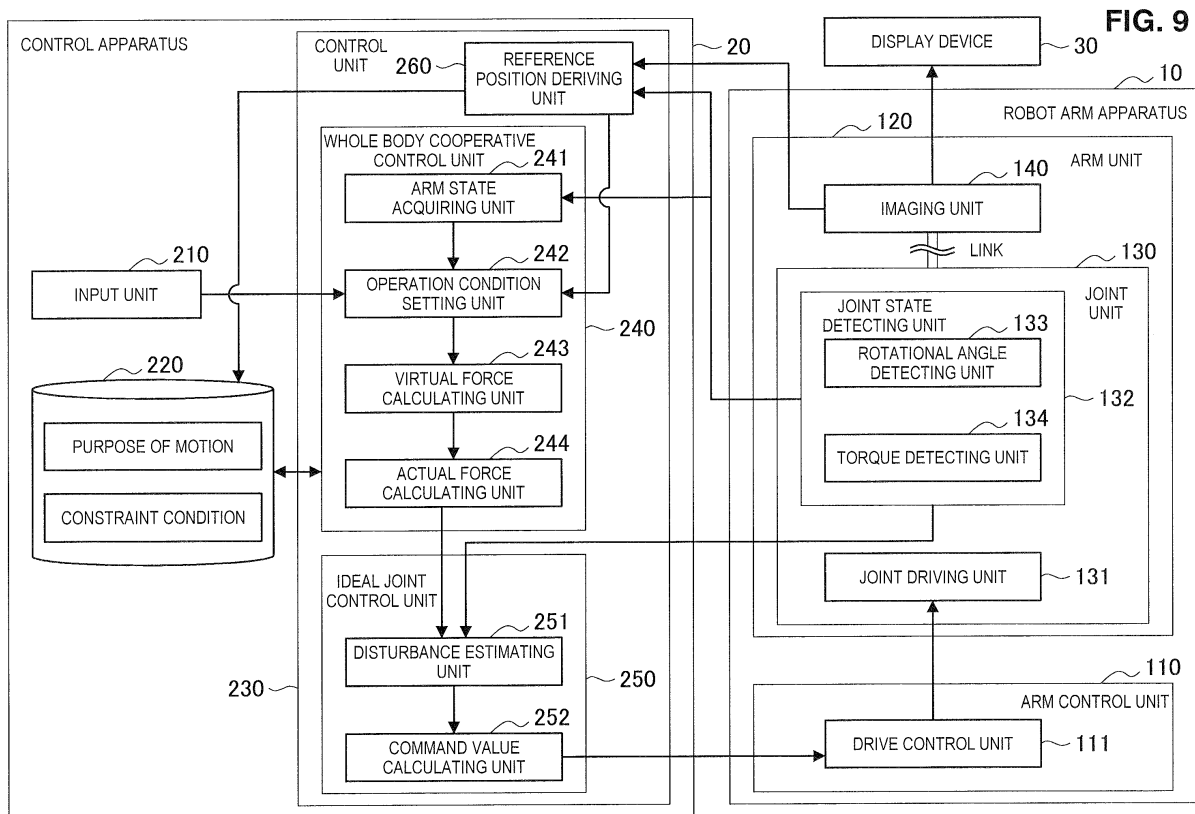 FIG. 9
CONTROL APPARATUS
20
CONTROL
UNIT
260
REFERENCE
POSITION DERIVING
UNIT
WHOLE BODY COOPERATIVE
CONTROL UNIT
241
ARM STATE
ACQUIRING UNIT
210
INPUT UNIT
242
OPERATION CONDITION
SETTING UNIT
240
243
VIRTUAL FORCE
CALCULATING UNIT
220
PURPOSE OF MOTION
CONSTRAINT CONDITION
244
ACTUAL FORCE
CALCULATING UNIT
IDEAL JOINT
CONTROL UNIT
251
DISTURBANCE ESTIMATING
UNIT
230
250
252
COMMAND VALUE
CALCULATING UNIT
DISPLAY DEVICE
30
10
ROBOT ARM APPARATUS
120
ARM UNIT
140
IMAGING UNIT
LINK
130
JOINT
UNIT
JOINT STATE
DETECTING UNIT
133
ROTATIONAL ANGLE
DETECTING UNIT
132
134
TORQUE DETECTING UNIT
JOINT DRIVING UNIT
131
110
ARM CONTROL UNIT
DRIVE CONTROL UNIT
111